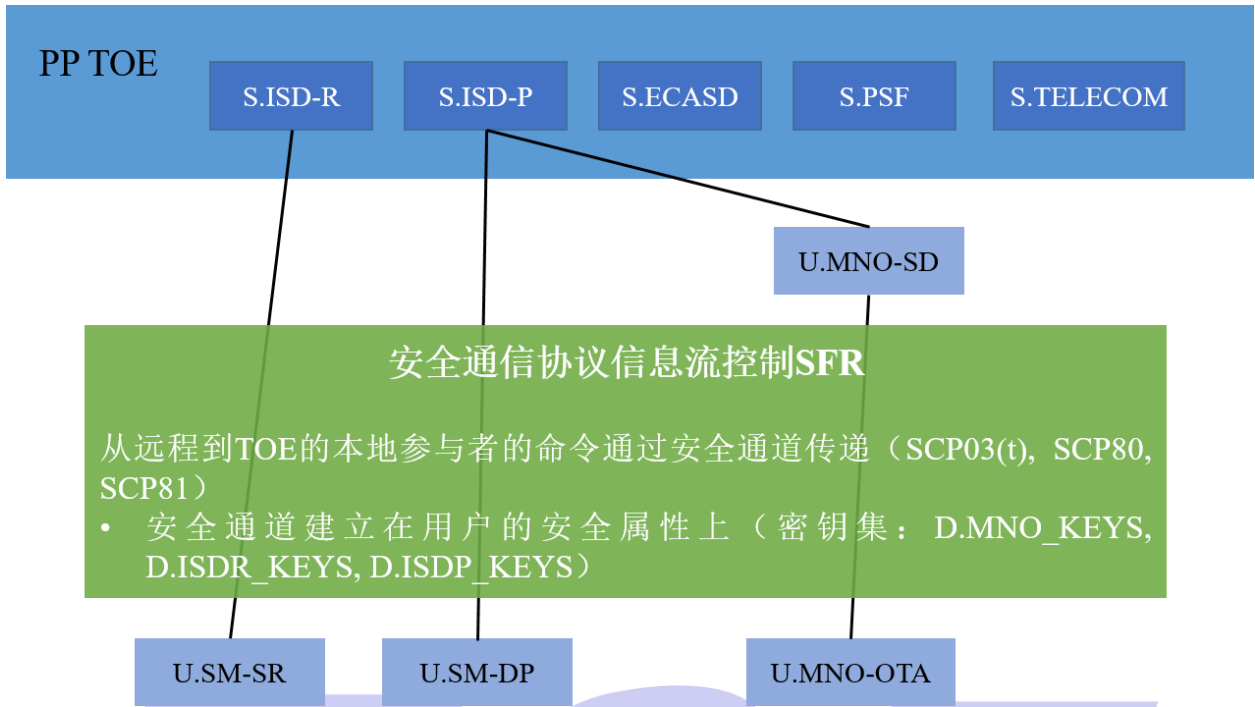 PP TOE
S.ISD-R
S.ISD-P
S.ECASD
S.PSF
S.TELECOM
U.MNO-SD
安全通信协议信息流控制SFR
从远程到TOE的本地参与者的命令通过安全通道传递（SCP03(t), SCP80,
SCP81）
• 安全通道建立在用户的安全属性上（密钥集：D.MNO_KEYS,
D.ISDR_KEYS, D.ISDP_KEYS）
U.SM-SR
U.SM-DP
U.MNO-OTA